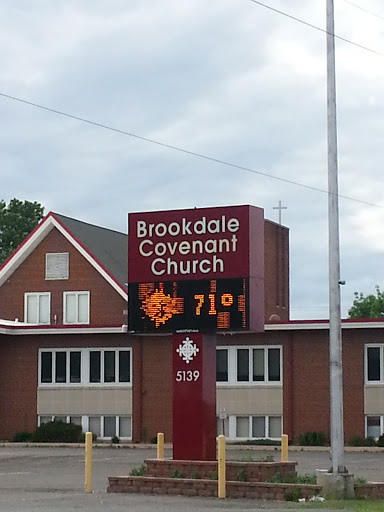 Brookdale
Covenant
Church
71°
5139